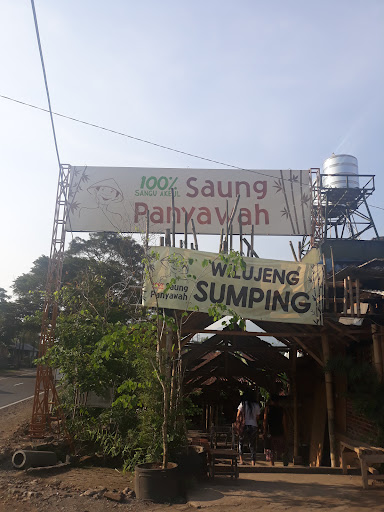 100%
SANGU AKEUL
Saung
Panyawah
WILUJENG
SUMPING
Saung
Panyawah